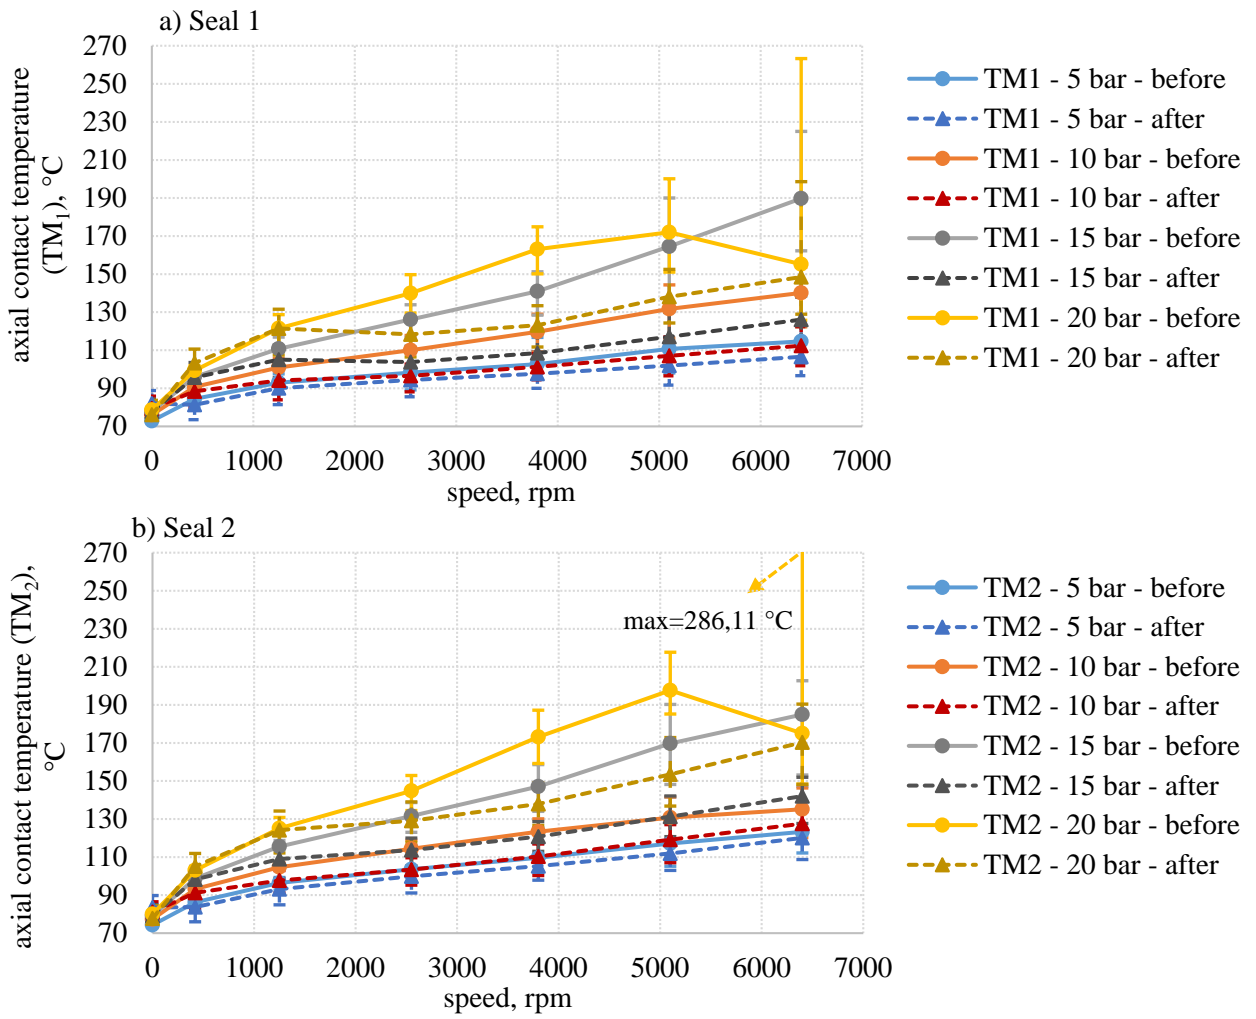 a) Seal 1
270
250
230
210
190
170
150
130
110
90
70
axial contact temperature
(TM₁), °C
0 1000 2000 3000 4000 5000 6000 7000
speed, rpm
TM1 - 5 bar - before
TM1 - 5 bar - after
TM1 - 10 bar - before
TM1 - 10 bar - after
TM1 - 15 bar - before
TM1 - 15 bar - after
TM1 - 20 bar - before
TM1 - 20 bar - after
b) Seal 2
270
250
230
210
190
170
150
130
110
90
70
axial contact temperature (TM₂),
°C
max=286,11 °C
0 1000 2000 3000 4000 5000 6000 7000
speed, rpm
TM2 - 5 bar - before
TM2 - 5 bar - after
TM2 - 10 bar - before
TM2 - 10 bar - after
TM2 - 15 bar - before
TM2 - 15 bar - after
TM2 - 20 bar - before
TM2 - 20 bar - after